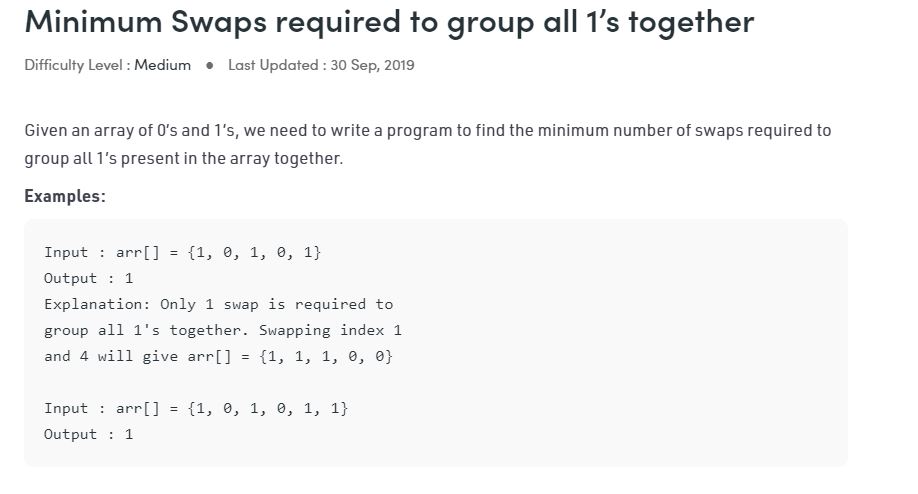 Minimum Swaps required to group all 1’s together
Difficulty Level : Medium ● Last Updated : 30 Sep, 2019
Given an array of 0’s and 1’s, we need to write a program to find the minimum number of swaps required to
group all 1’s present in the array together.
Examples:
Input : arr[] = {1, 0, 1, 0, 1}
Output : 1
Explanation: Only 1 swap is required to
group all 1's together. Swapping index 1
and 4 will give arr[] = {1, 1, 1, 0, 0}
Input : arr[] = {1, 0, 1, 0, 1, 1}
Output : 1